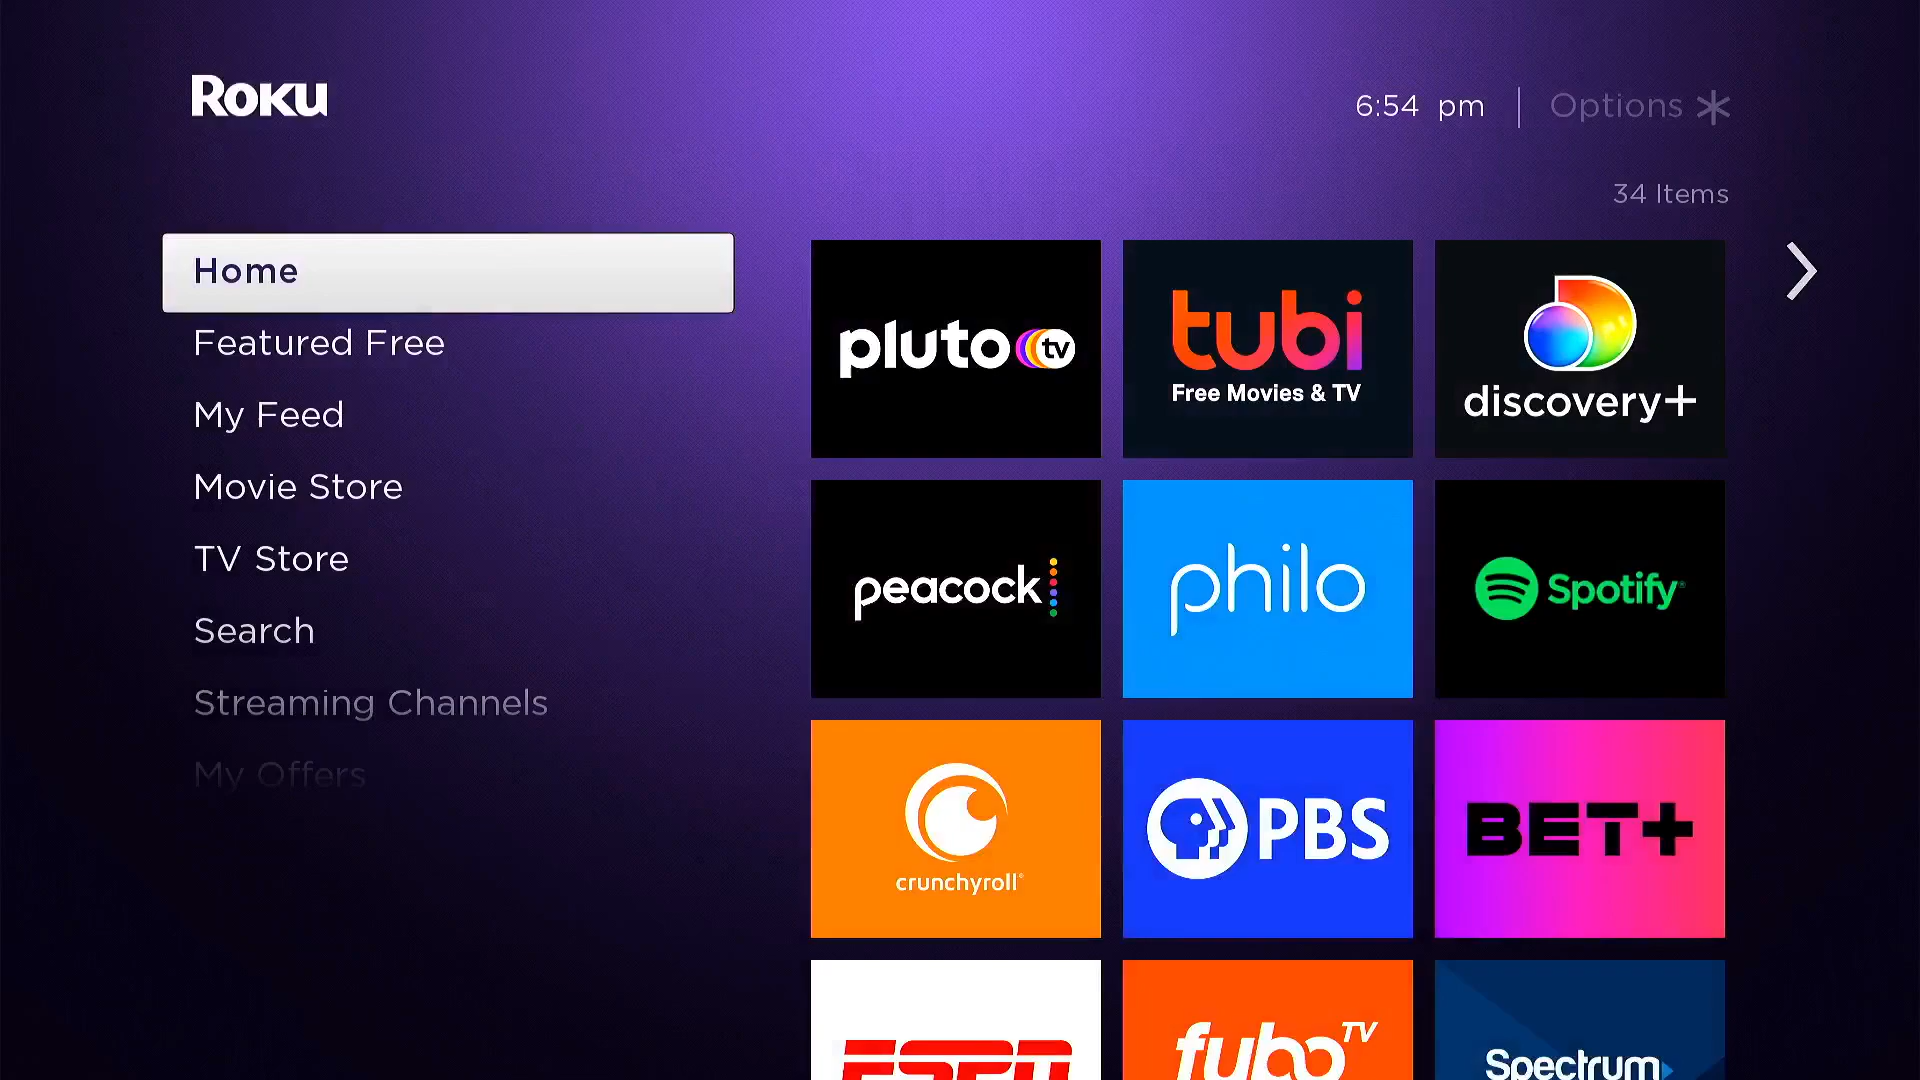 Roku
6:54 pm
Options
34 Items
Home
Featured Free
My Feed
Movie Store
TV Store
Search
Streaming Channels
My Offers
pluto tv
tubi
Free Movies & TV
discovery+
peacock
philo
Spotify
crunchyroll
PBS
BET+
ESPN
fubo TV
Spectrum